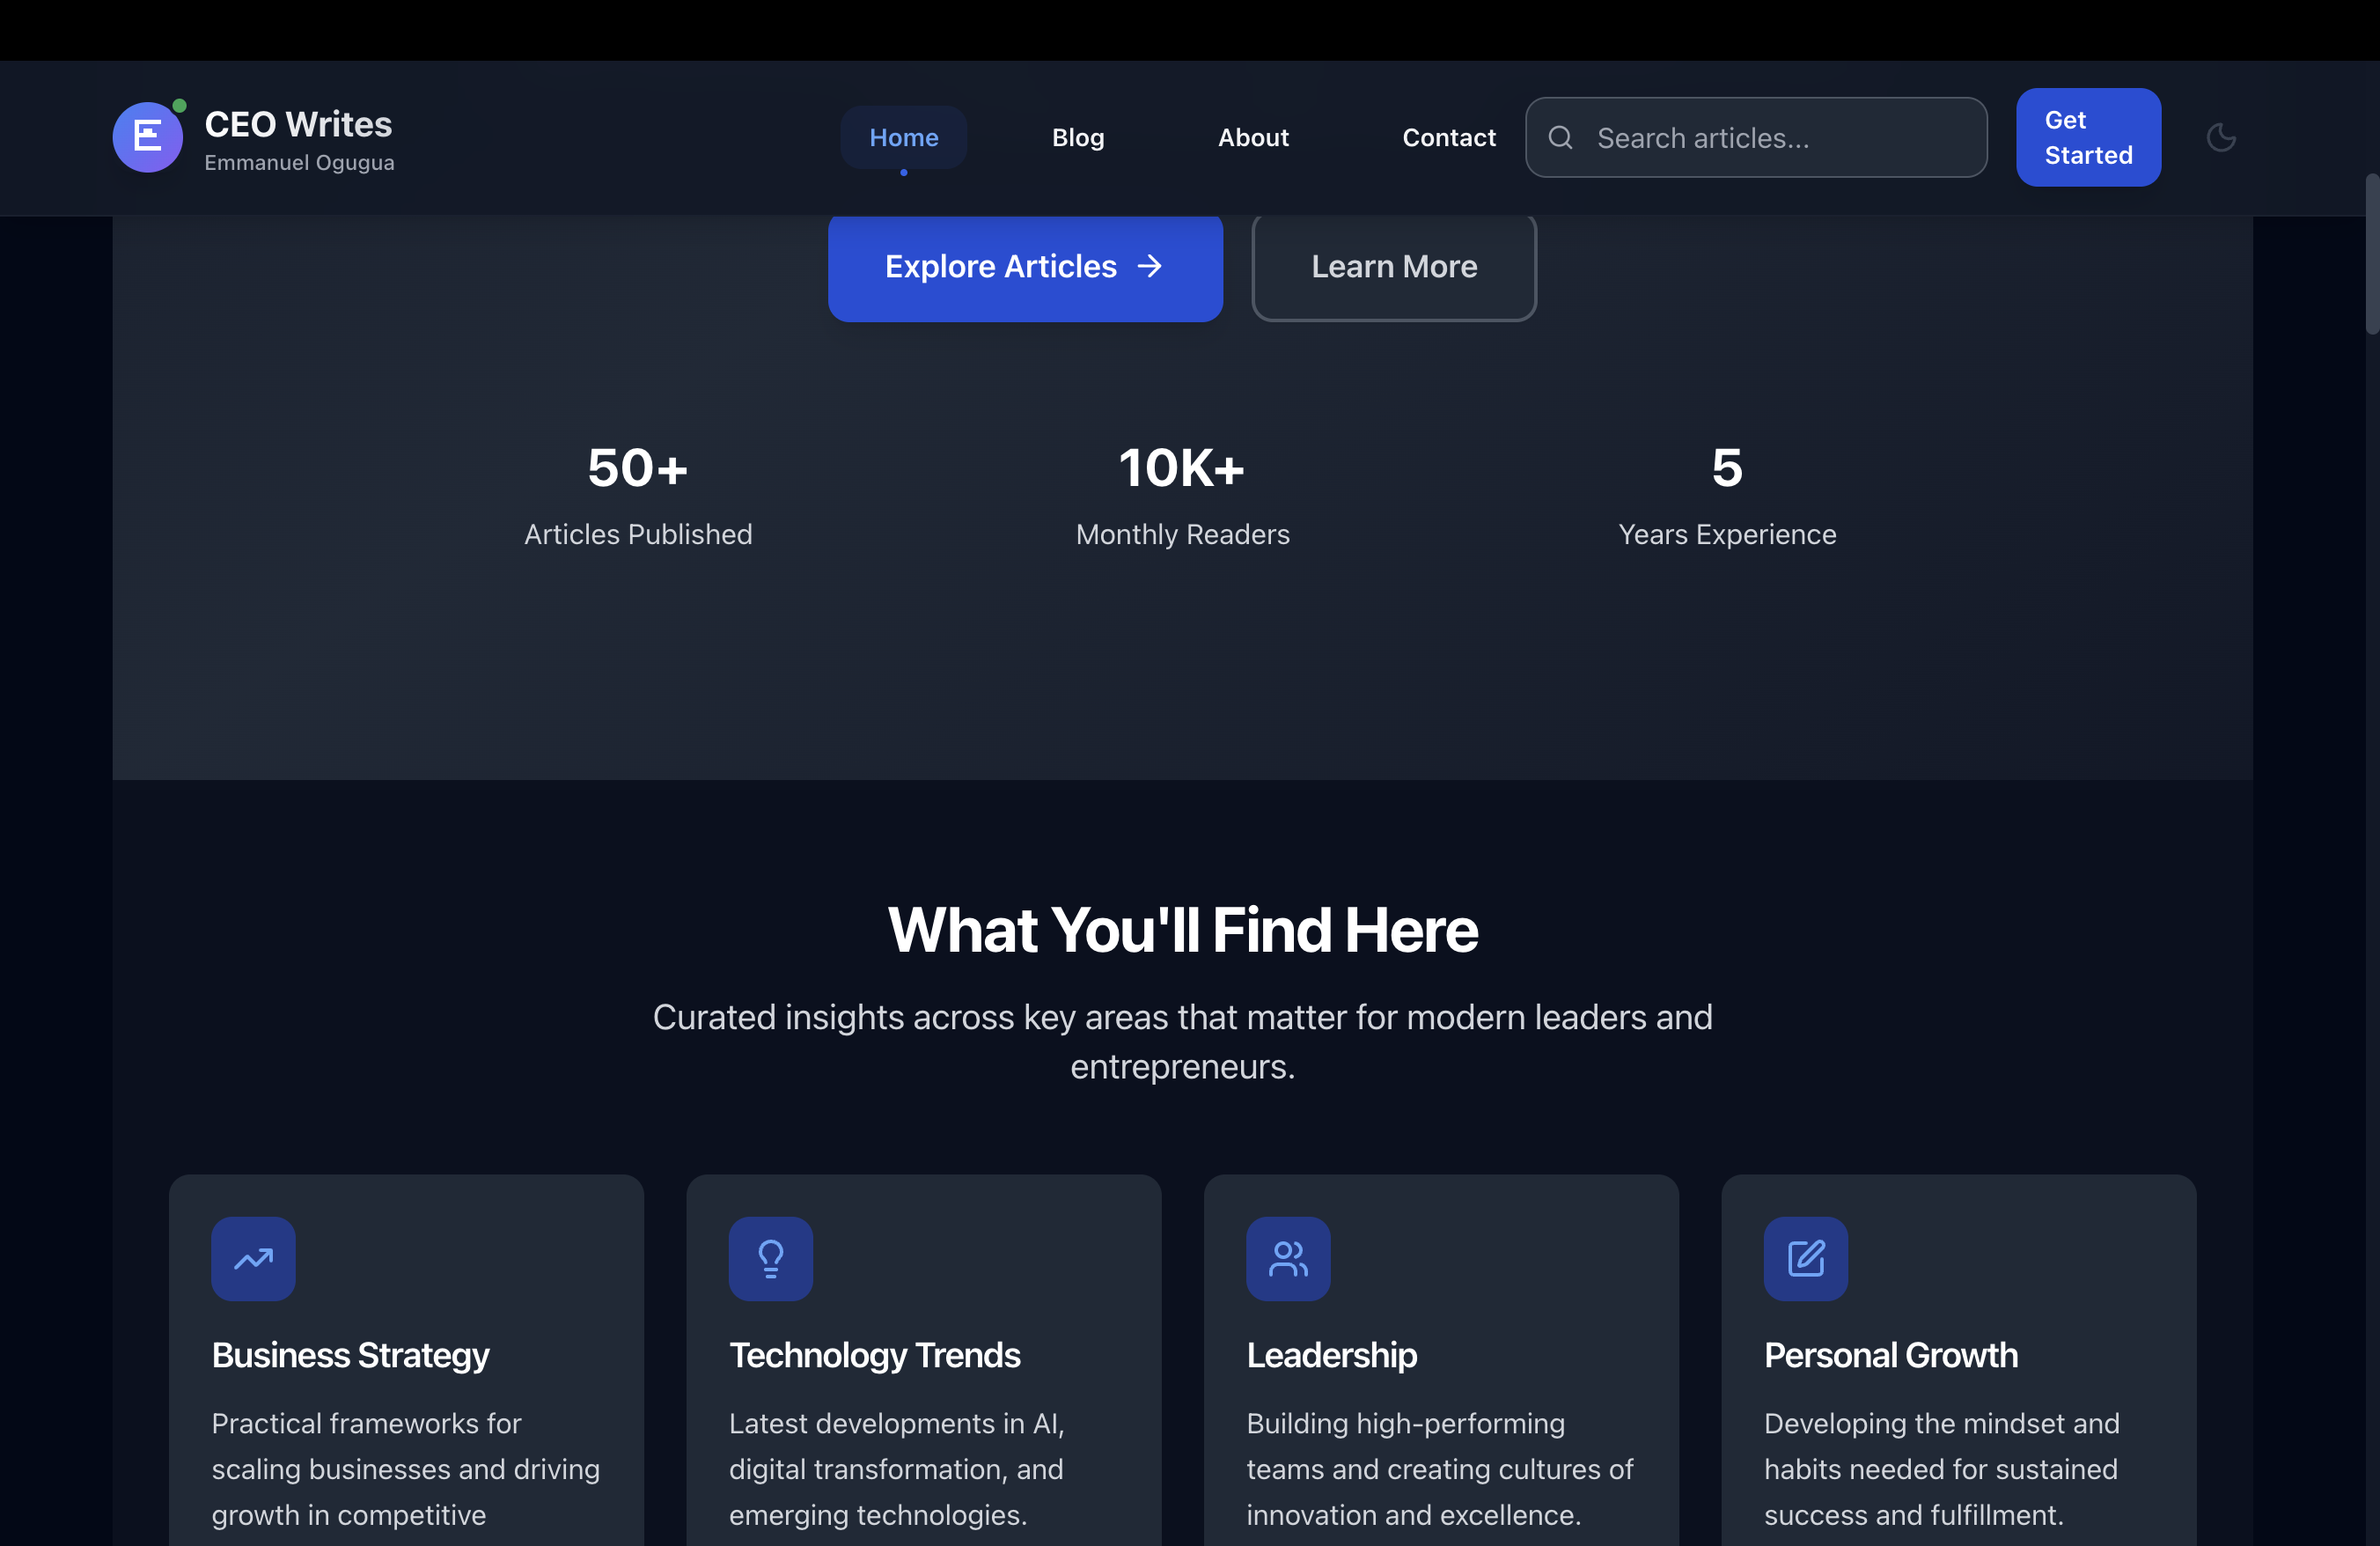 CEO Writes
Emmanuel Ogugua
Home
Blog
About
Contact
Search articles...
Get
Started
Explore Articles →
Learn More
50+
Articles Published
10K+
Monthly Readers
5
Years Experience
What You'll Find Here
Curated insights across key areas that matter for modern leaders and
entrepreneurs.
Business Strategy
Practical frameworks for
scaling businesses and driving
growth in competitive
Technology Trends
Latest developments in AI,
digital transformation, and
emerging technologies.
Leadership
Building high-performing
teams and creating cultures of
innovation and excellence.
Personal Growth
Developing the mindset and
habits needed for sustained
success and fulfillment.